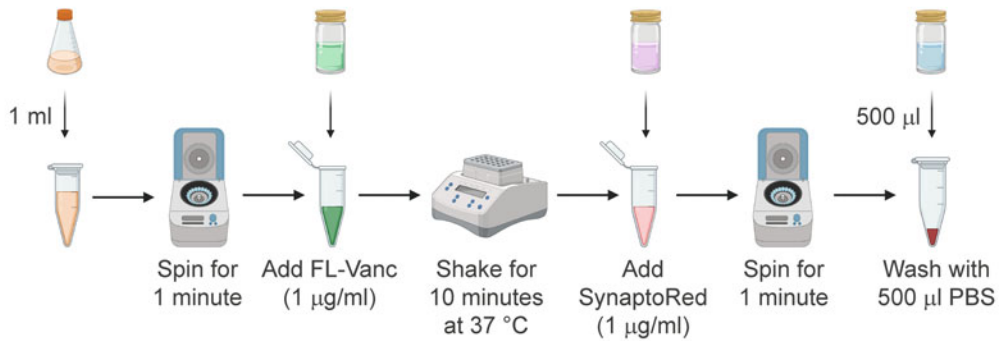 1 ml
500 µl
Spin for
1 minute
Add FL-Vanc
(1 µg/ml)
Shake for
10 minutes
at 37 °C
Add
SynaptoRed
(1 µg/ml)
Spin for
1 minute
Wash with
500 µl PBS